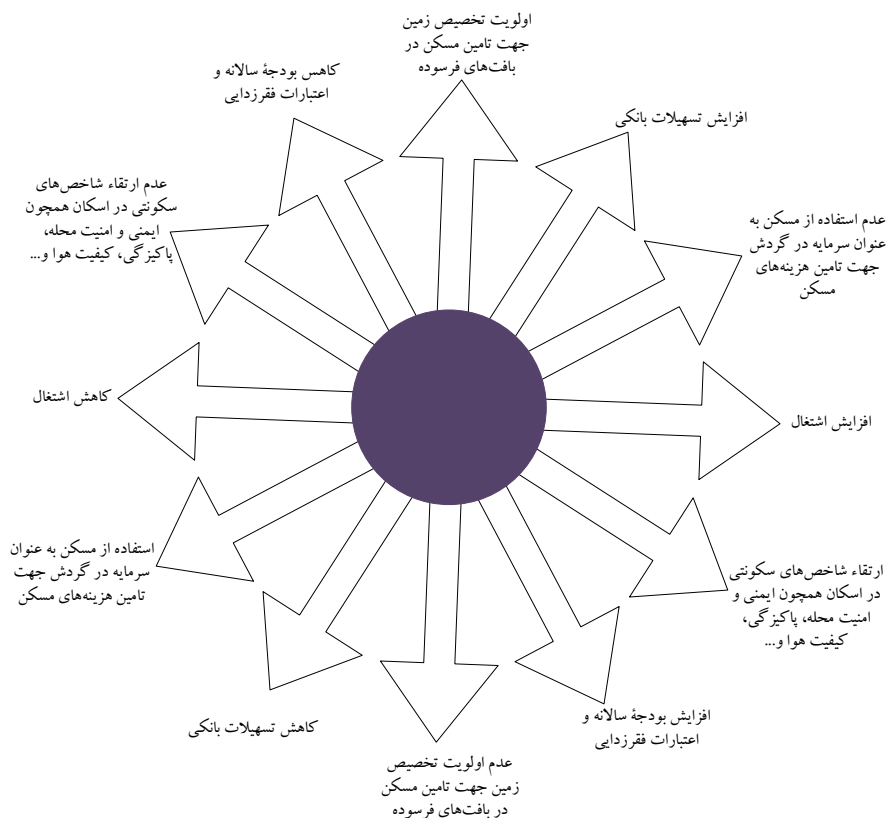 اولویت تخصیص زمین
جهت تامین مسکن در
بافت‌های فرسوده
افزایش تسهیلات بانکی
عدم استفاده از مسکن به
عنوان سرمایه در گردش
جهت تامین هزینه‌های
مسکن
افزایش اشتغال
ارتقاء شاخص‌های سکونتی
در اسکان همچون ایمنی و
امنیت محله، پاکیزگی،
کیفیت هوا و...
افزایش بودجۀ سالانه و
اعتبارات فقرزدایی
عدم اولویت تخصیص
زمین جهت تامین مسکن
در بافت‌های فرسوده
کاهش تسهیلات بانکی
استفاده از مسکن به عنوان
سرمایه در گردش جهت
تامین هزینه‌های مسکن
کاهش اشتغال
عدم ارتقاء شاخص‌های
سکونتی در اسکان همچون
ایمنی و امنیت محله،
پاکیزگی، کیفیت هوا و...
کاهس بودجۀ سالانه و
اعتبارات فقرزدایی